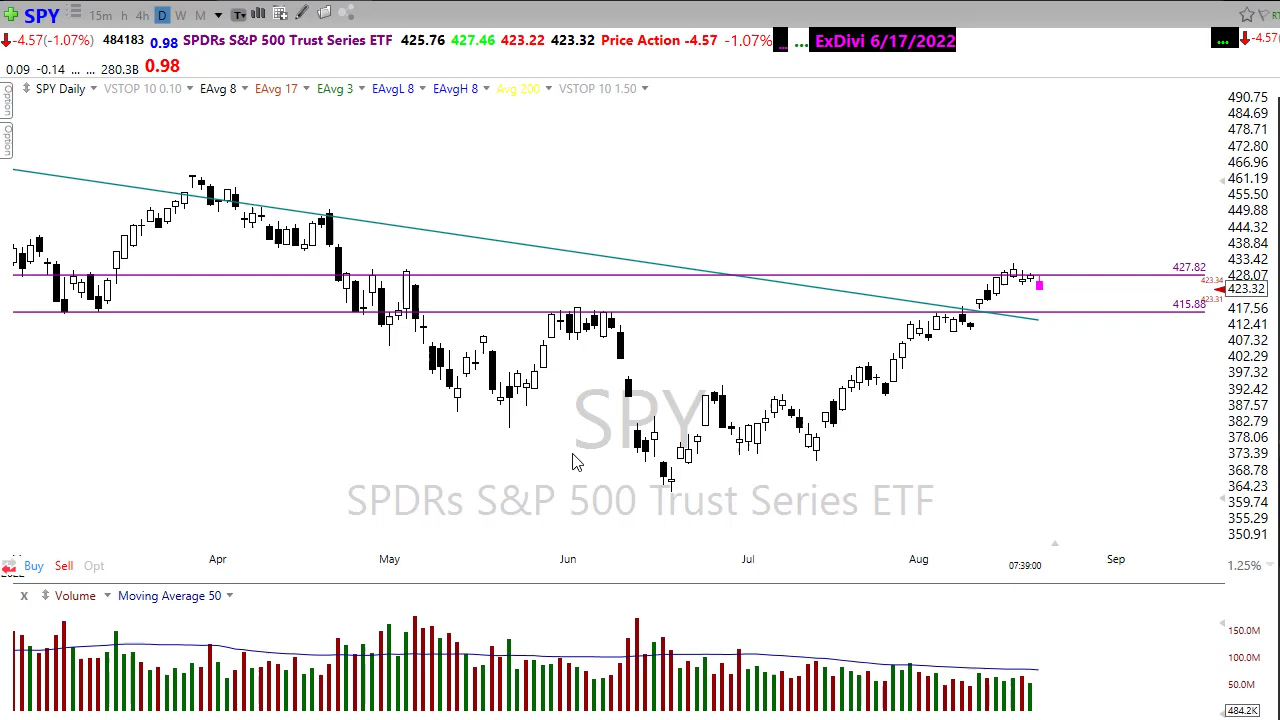 SPY 15m h 4h D W M T
-4.57(-1.07%) 484183 0.98 SPDRs S&P 500 Trust Series ETF 425.76 427.46 423.22 423.32 Price Action -4.57 -1.07% ... ... ExDivi 6/17/2022 ... -4.57(
0.09 -0.14 ... ... 280.3B 0.98
SPY Daily VSTOP 10 0.10 EAvg 8 EAvg 17 EAvg 3 EAvgL 8 EAvgH 8 Avg 200 VSTOP 10 1.50
Option
Option
490.75
484.69
478.71
472.80
466.96
461.19
455.50
449.88
444.32
438.84
433.42
427.82
428.07
423.34
423.32
423.31
415.88
417.56
412.41
407.32
402.29
397.32
392.42
387.57
382.79
378.06
373.39
368.78
364.23
359.74
355.29
350.91
SPY
SPDRs S&P 500 Trust Series ETF
Apr May Jun Jul Aug Sep
Buy Sell Opt 07:39:00 1.25%
x Volume Moving Average 50
150.0M
100.0M
50.0M
484.2K